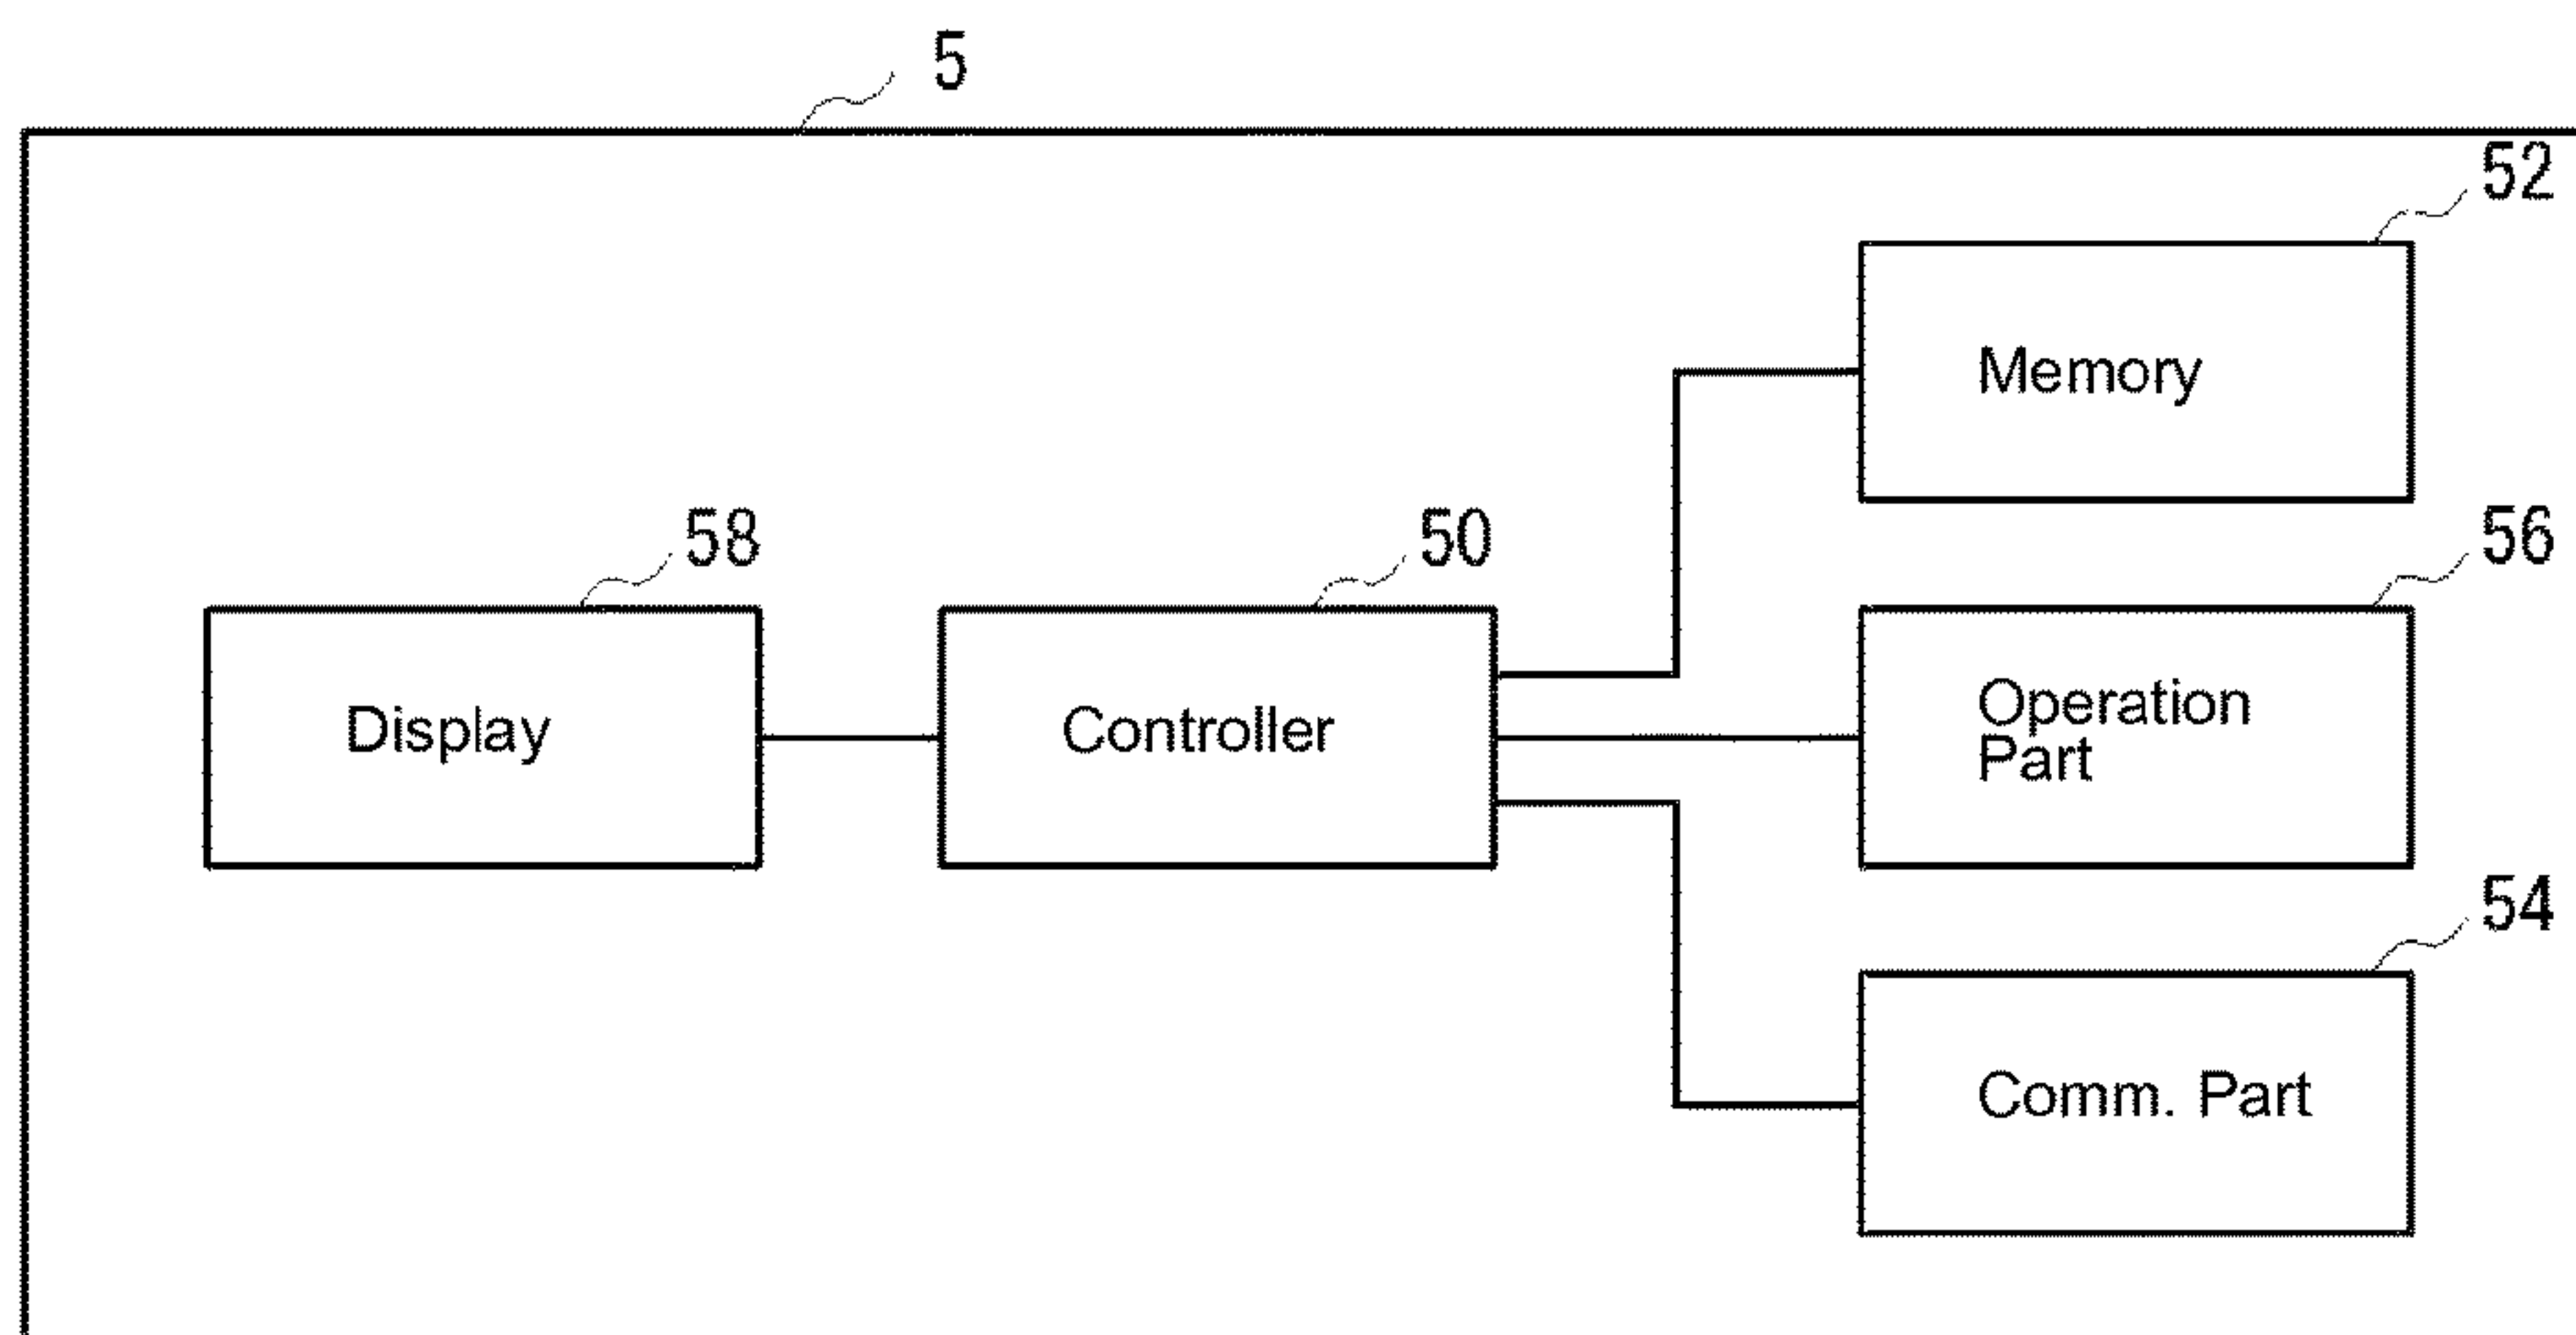 5
52
Memory
58
50
56
Display
Controller
Operation
Part
54
Comm. Part